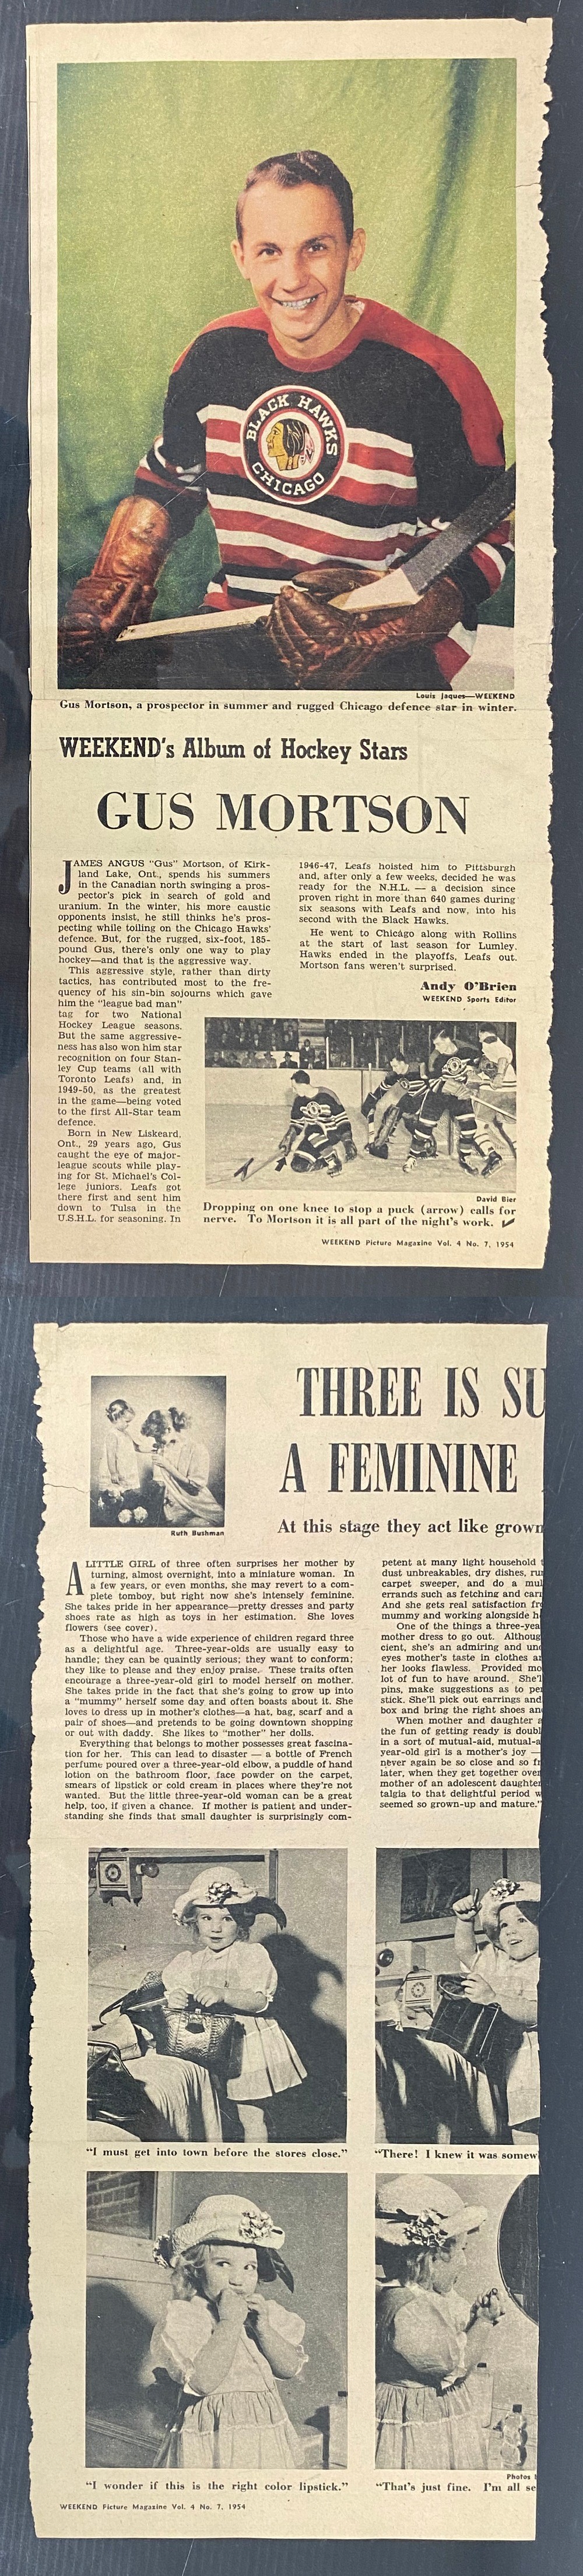 BLACK HAWKS
CHICAGO
Louis Jaques—WEEKEND
Gus Mortson, a prospector in summer and rugged Chicago defence star in winter.
WEEKEND's Album of Hockey Stars
GUS MORTSON
JAMES ANGUS "Gus" Mortson, of Kirk-
land Lake, Ont., spends his summers
in the Canadian north swinging a pros-
pector's pick in search of gold and
uranium. In the winter, his more caustic
opponents insist, he still thinks he's pros-
pecting while toiling on the Chicago Hawks'
defence. But, for the rugged, six-foot, 185-
pound Gus, there's only one way to play
hockey—and that is the aggressive way.
This aggressive style, rather than dirty
tactics, has contributed most to the fre-
quency of his sin-bin sojourns which gave
him the "league bad man"
tag for two National
Hockey League seasons.
But the same aggressive-
ness has also won him star
recognition on four Stan-
ley Cup teams (all with
Toronto Leafs) and, in
1949-50, as the greatest
in the game—being voted
to the first All-Star team
defence.
Born in New Liskeard,
Ont., 29 years ago, Gus
caught the eye of major-
league scouts while play-
ing for St. Michael's Col-
lege juniors. Leafs got
there first and sent him
down to Tulsa in the
U.S.H.L. for seasoning. In
1946-47, Leafs hoisted him to Pittsburgh
and, after only a few weeks, decided he was
ready for the N.H.L. — a decision since
proven right in more than 640 games during
six seasons with Leafs and now, into his
second with the Black Hawks.
He went to Chicago along with Rollins
at the start of last season for Lumley.
Hawks ended in the playoffs, Leafs out.
Mortson fans weren't surprised.
Andy O'Brien
WEEKEND Sports Editor
David Bier
Dropping on one knee to stop a puck (arrow) calls for
nerve. To Mortson it is all part of the night's work.
WEEKEND Picture Magazine Vol. 4 No. 7, 1954
THREE IS SU
A FEMININE
Ruth Bushman
At this stage they act like grown
A LITTLE GIRL of three often surprises her mother by
turning, almost overnight, into a miniature woman. In
a few years, or even months, she may revert to a com-
plete tomboy, but right now she's intensely feminine.
She takes pride in her appearance—pretty dresses and party
shoes rate as high as toys in her estimation. She loves
flowers (see cover).
Those who have a wide experience of children regard three
as a delightful age. Three-year-olds are usually easy to
handle; they can be quaintly serious; they want to conform;
they like to please and they enjoy praise. These traits often
encourage a three-year-old girl to model herself on mother.
She takes pride in the fact that she's going to grow up into
a "mummy" herself some day and often boasts about it. She
loves to dress up in mother's clothes—a hat, bag, scarf and a
pair of shoes—and pretends to be going downtown shopping
or out with daddy. She likes to "mother" her dolls.
Everything that belongs to mother possesses great fascina-
tion for her. This can lead to disaster — a bottle of French
perfume poured over a three-year-old elbow, a puddle of hand
lotion on the bathroom floor, face powder on the carpet,
smears of lipstick or cold cream in places where they're not
wanted. But the little three-year-old woman can be a great
help, too, if given a chance. If mother is patient and under-
standing she finds that small daughter is surprisingly com-
petent at many light household
dust unbreakables, dry dishes, ru
carpet sweeper, and do a mul
errands such as fetching and carr
And she gets real satisfaction fr
mummy and working alongside h
One of the things a three-yea
mother dress to go out. Althoug
cient, she's an admiring and unc
eyes mother's taste in clothes a
her looks flawless. Provided mo
lot of fun to have around. She'll
pins, make suggestions as to pe
stick. She'll pick out earrings and
box and bring the right shoes and
When mother and daughter a
the fun of getting ready is doubl
in a sort of mutual-aid, mutual-a
year-old girl is a mother's joy —
never again be so close and so fr
later, when they get together over
mother of an adolescent daughter
talgia to that delightful period w
seemed so grown-up and mature."
"I must get into town before the stores close."
"There! I knew it was somew
"I wonder if this is the right color lipstick."
Photos
"That's just fine. I'm all se
WEEKEND Picture Magazine Vol. 4 No. 7, 1954